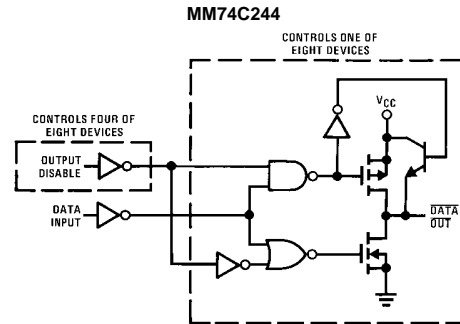 MM74C244
CONTROLS ONE OF
EIGHT DEVICES
VCC
CONTROLS FOUR OF
EIGHT DEVICES
OUTPUT
DISABLE
DATA
INPUT
DATA
OUT